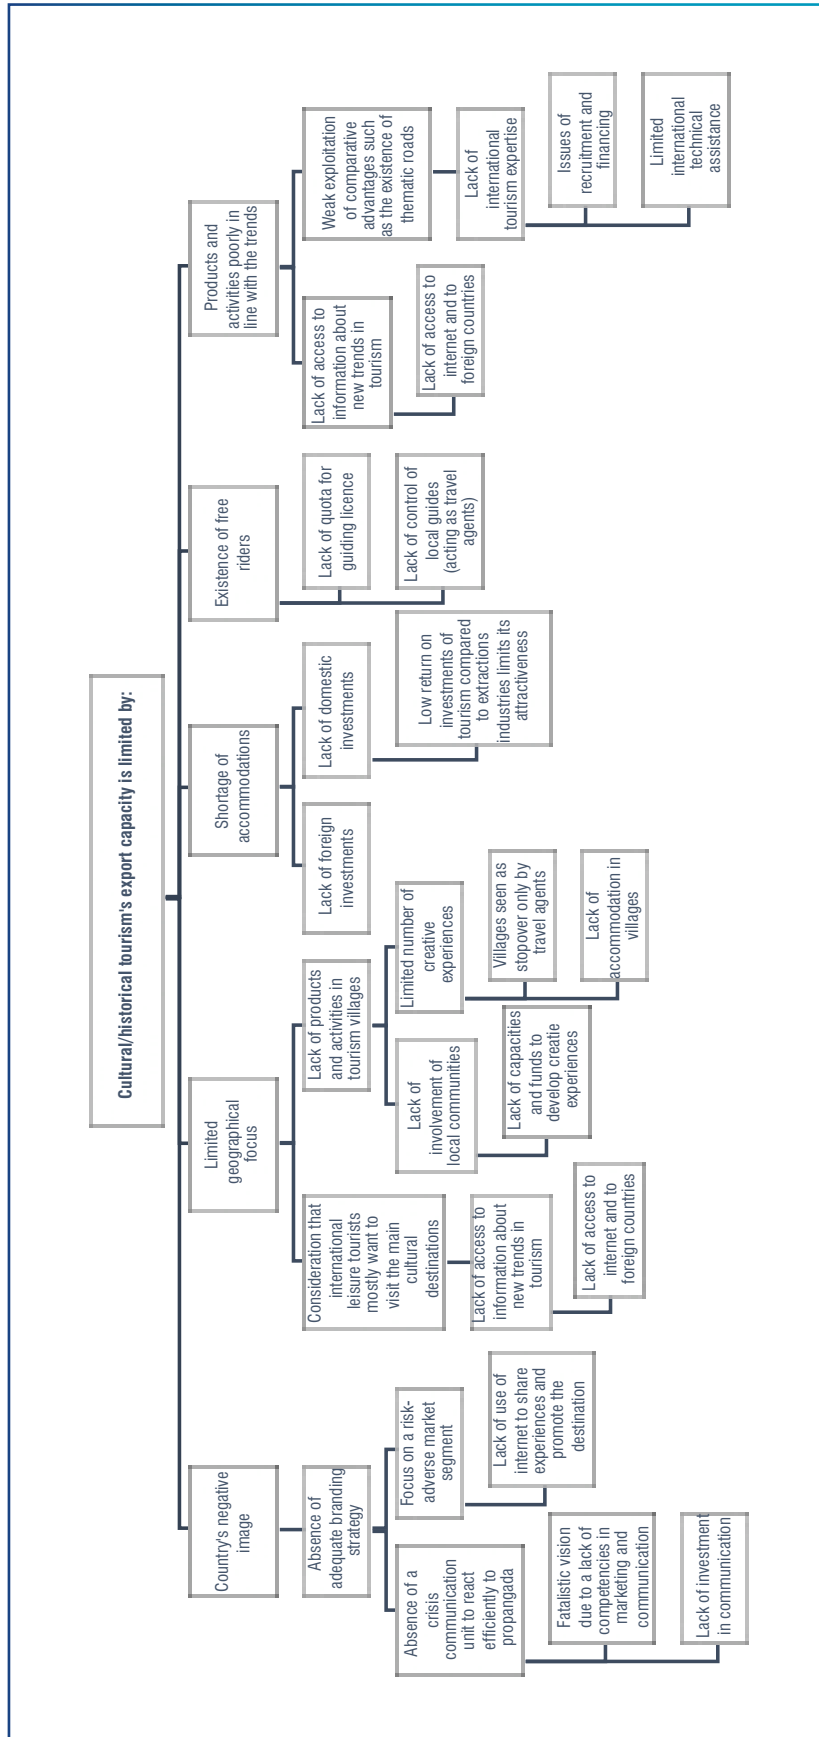 Cultural/historical tourism's export capacity is limited by:
Country's negative
image
Absence of
adequate branding
strategy
Absence of a
crisis
communication
unit to react
efficiently to
propangada
Fatalistic vision
due to a lack of
competencies in
marketing and
communication
Lack of investment
in communication
Focus on a risk-
adverse market
segment
Lack of use of
internet to share
experiences and
promote the
destination
Limited
geographical
focus
Consideration that
international
leisure tourists
mostly want to
visit the main
cultural
destinations
Lack of access to
information about
new trends in
tourism
Lack of access to
internet and to
foreign countries
Lack of products
and activities in
tourism villages
Lack of
involvement of
local communities
Lack of capacities
and funds to
develop creatie
experiences
Limited number of
creative
experiences
Villages seen as
stopover only by
travel agents
Lack of
accommodation in
villages
Shortage of
accommodations
Lack of foreign
investments
Lack of domestic
investments
Low return on
investments of
tourism compared
to extractions
industries limits its
attractiveness
Existence of free
riders
Lack of quota for
guiding licence
Lack of control of
local guides
(acting as travel
agents)
Products and
activities poorly in
line with the trends
Lack of access to
information about
new trends in
tourism
Lack of access to
internet and to
foreign countries
Weak exploitation
of comparative
advantages such
as the existence of
thematic roads
Lack of
international
tourism expertise
Issues of
recruitment and
financing
Limited
international
technical
assistance